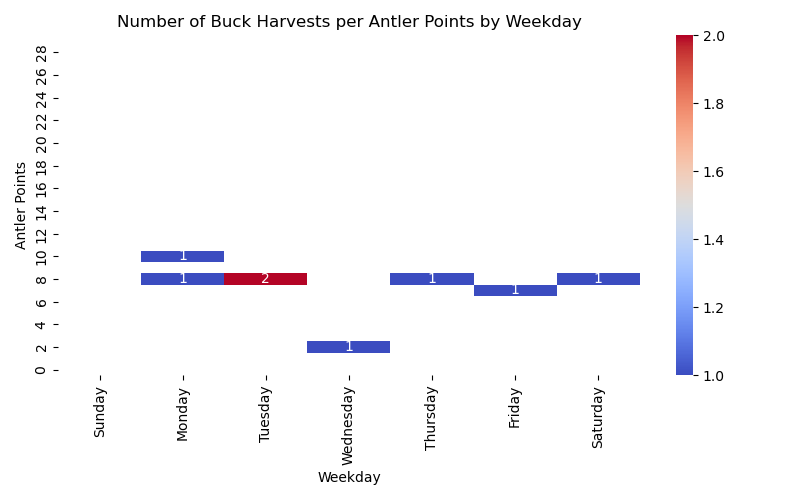 Number of Buck Harvests per Antler Points by Weekday
Antler Points
28
26
24
22
20
18
16
14
12
10
8
6
4
2
0
1
1
2
1
1
1
1
Sunday
Monday
Tuesday
Wednesday
Thursday
Friday
Saturday
Weekday
2.0
1.8
1.6
1.4
1.2
1.0